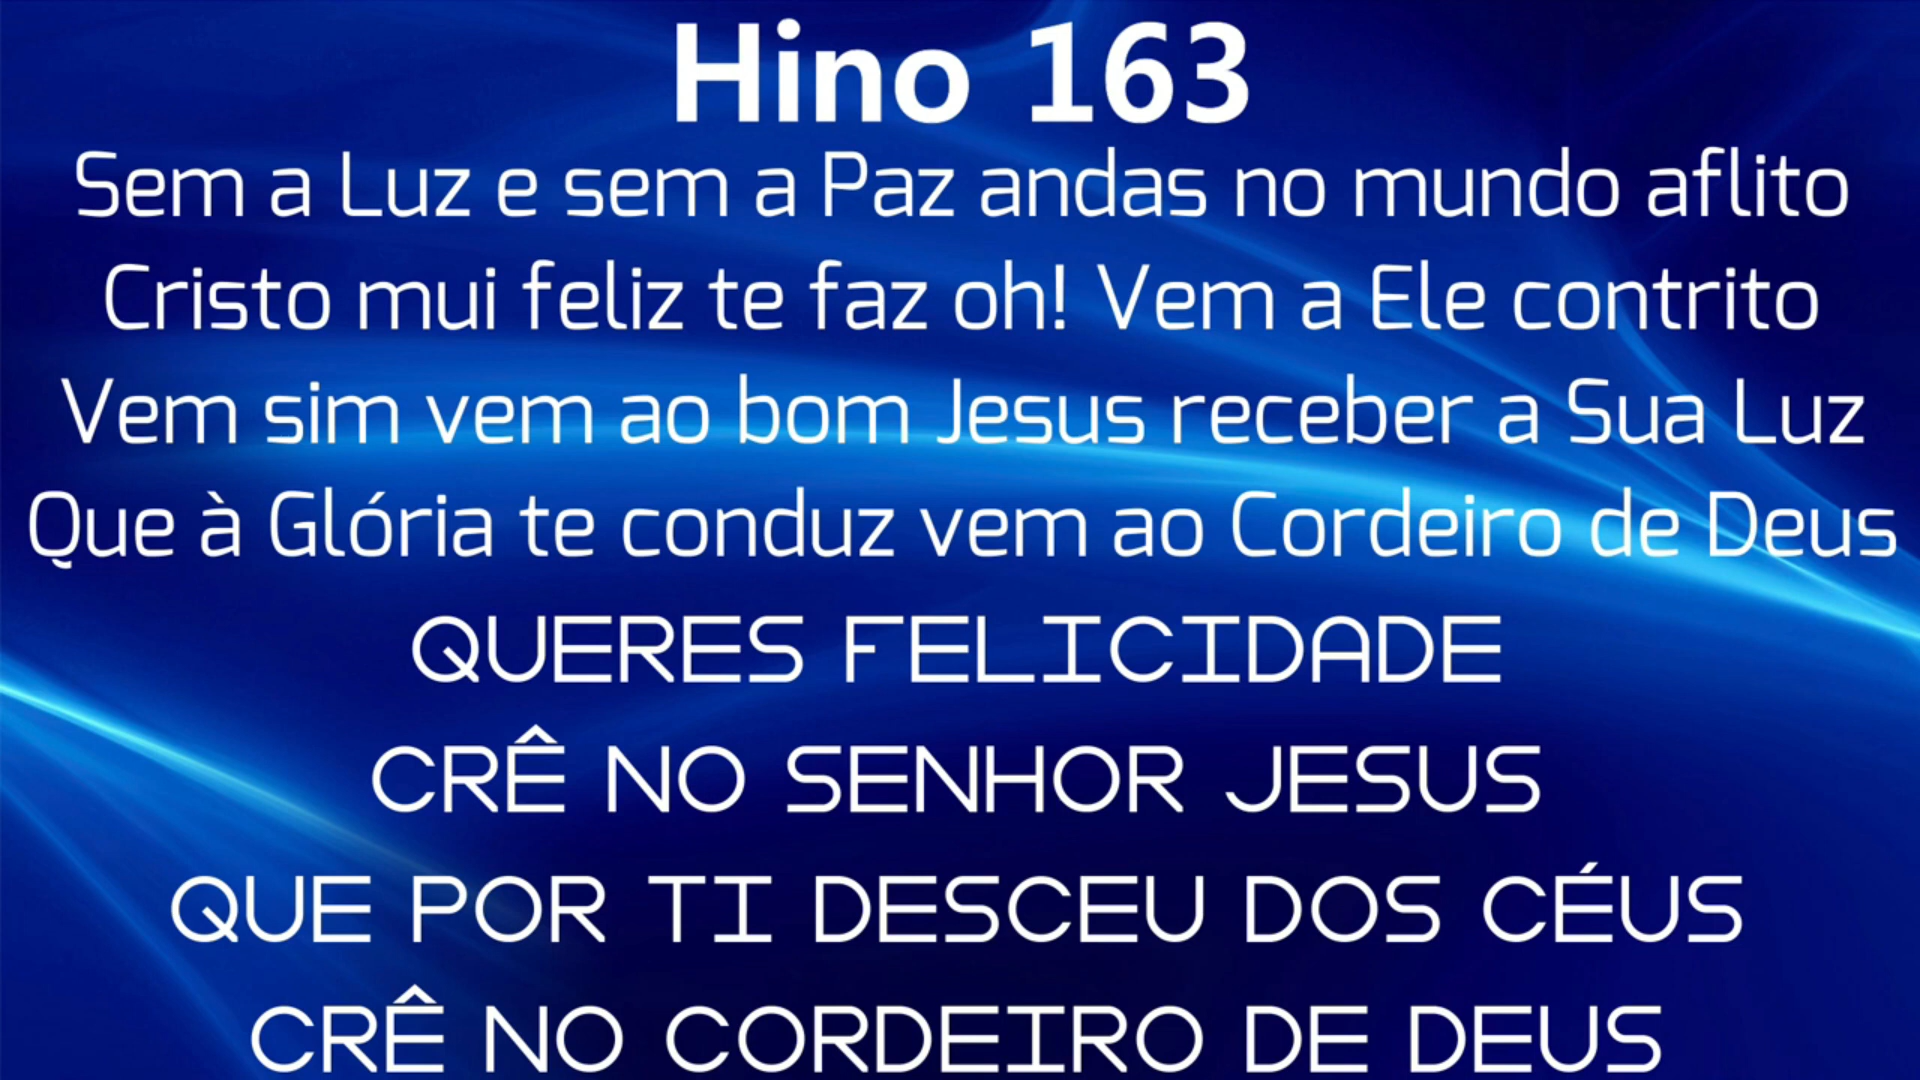 Hino 163
Sem a Luz e sem a Paz andas no mundo aflito
Cristo mui feliz te faz oh! Vem a Ele contrito
Vem sim vem ao bom Jesus receber a Sua Luz
Que à Glória te conduz vem ao Cordeiro de Deus
QUERES FELICIDADE
CRÊ NO SENHOR JESUS
QUE POR TI DESCEU DOS CÉUS
CRÊ NO CORDEIRO DE DEUS